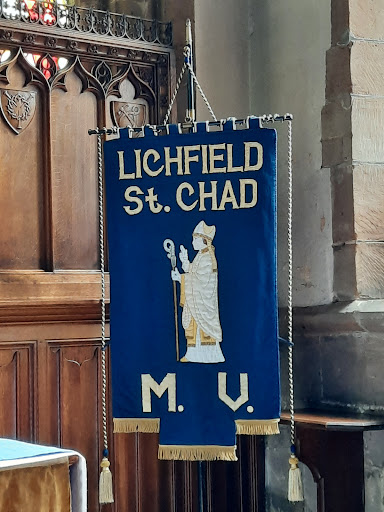 LICHFIELD
St. CHAD
M. V.